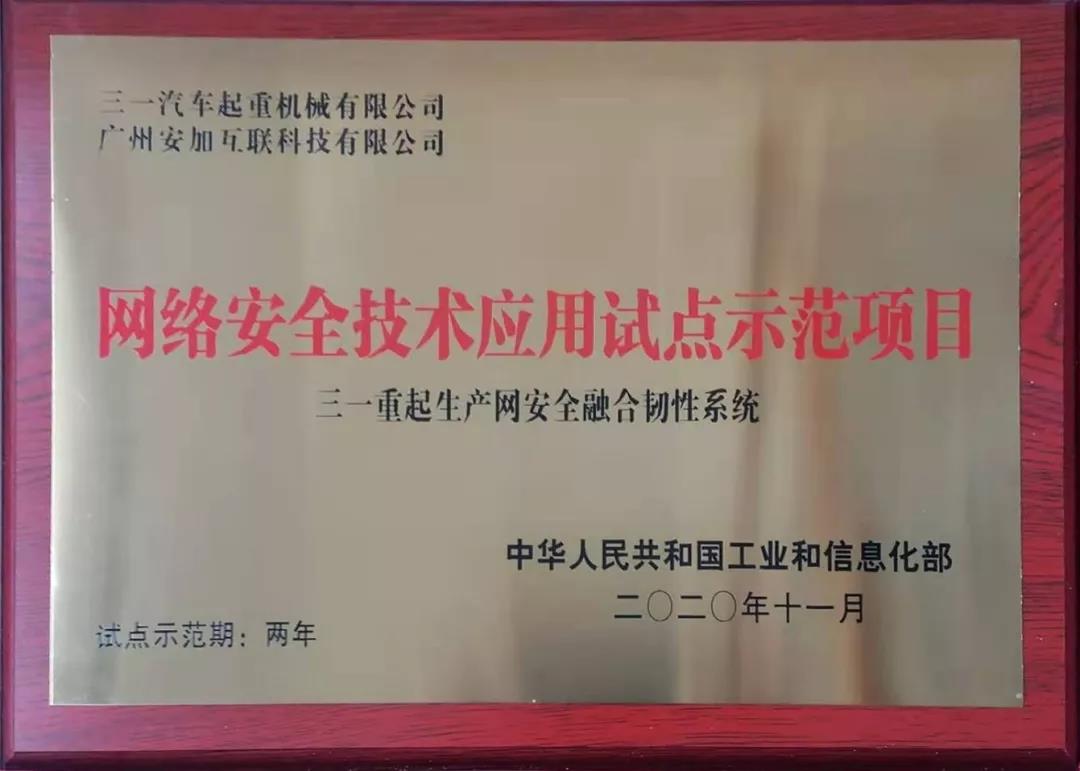 三一汽车起重机械有限公司
广州安加互联科技有限公司
网络安全技术应用试点示范项目
三一重起生产网安全融合韧性系统
中华人民共和国工业和信息化部
二〇二〇年十一月
试点示范期：两年